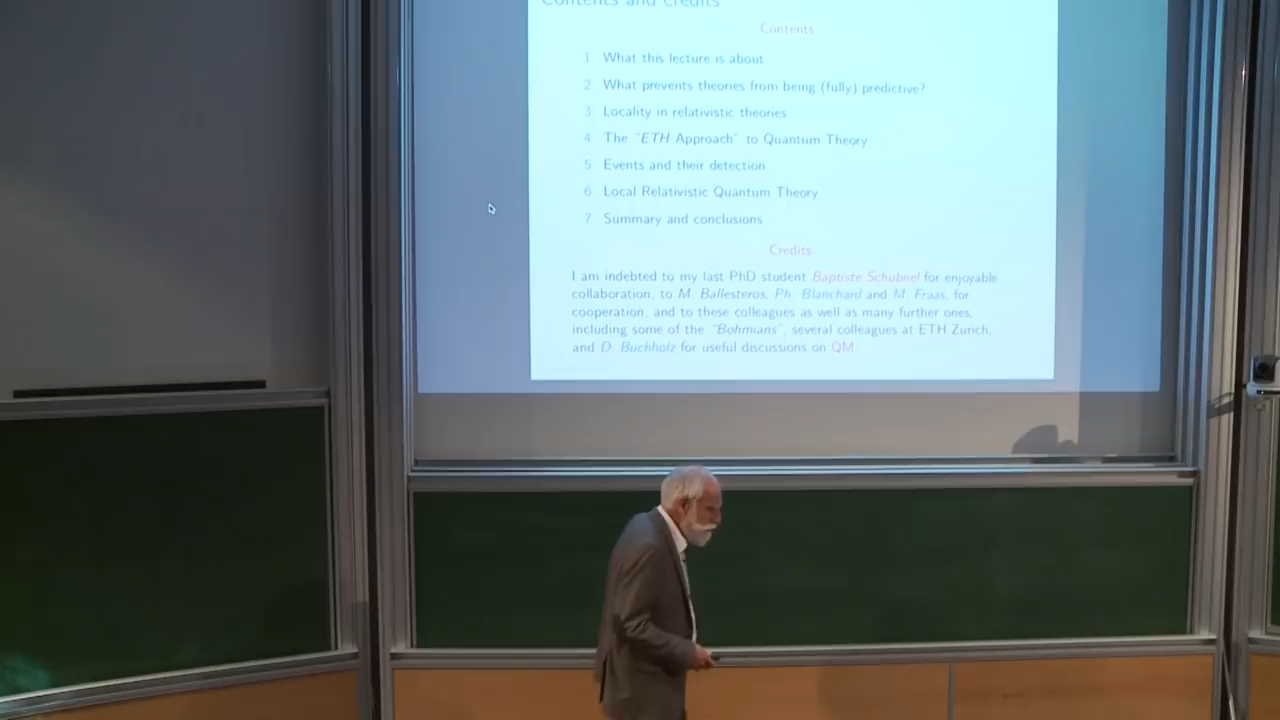 Contents and credits
Contents
1 What this lecture is about
2 What prevents theories from being (fully) predictive?
3 Locality in relativistic theories
4 The "ETH Approach" to Quantum Theory
5 Events and their detection
6 Local Relativistic Quantum Theory
7 Summary and conclusions
Credits
I am indebted to my last PhD student Baptiste Schubnel for enjoyable
collaboration, to M. Ballesteros, Ph. Blanchard and M. Fraas, for
cooperation, and to these colleagues as well as many further ones,
including some of the "Bohmians", several colleagues at ETH Zurich,
and D. Buchholz for useful discussions on QM.